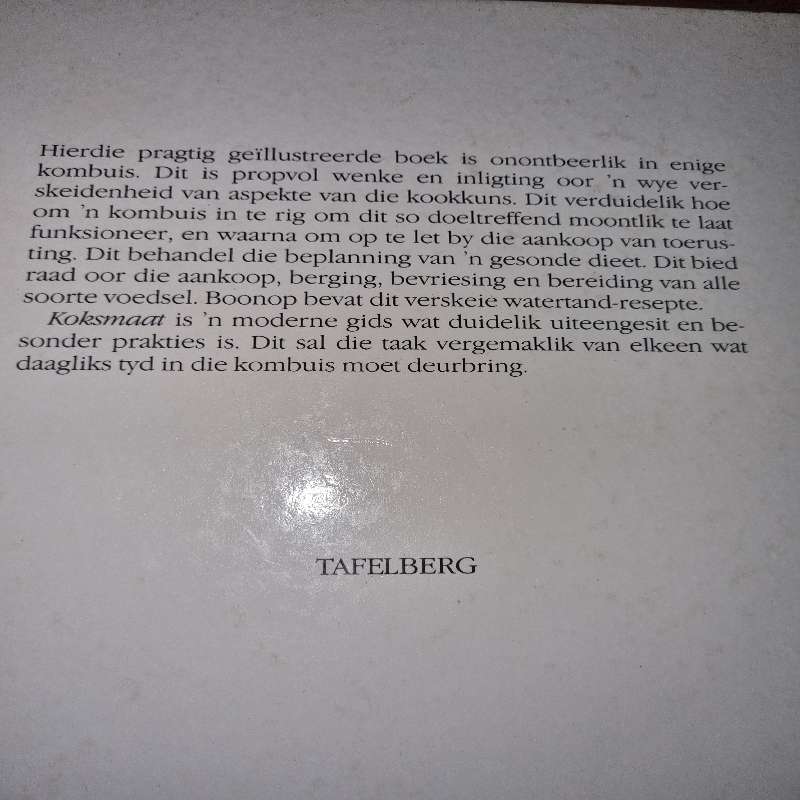 Hierdie pragtig geïllustreerde boek is onontbeerlik in enige
kombuis. Dit is propvol wenke en inligting oor 'n wye ver-
skeidenheid van aspekte van die kookkuns. Dit verduidelik hoe
om 'n kombuis in te rig om dit so doeltreffend moontlik te laat
funksioneer, en waarna om op te let by die aankoop van toerus-
ting. Dit behandel die beplanning van 'n gesonde dieet. Dit bied
raad oor die aankoop, berging, bevriesing en bereiding van alle
soorte voedsel. Boonop bevat dit verskeie watertand-resepte.
Koksmaat is 'n moderne gids wat duidelik uiteengesit en be-
sonder prakties is. Dit sal die taak vergemaklik van elkeen wat
daagliks tyd in die kombuis moet deurbring.
TAFELBERG